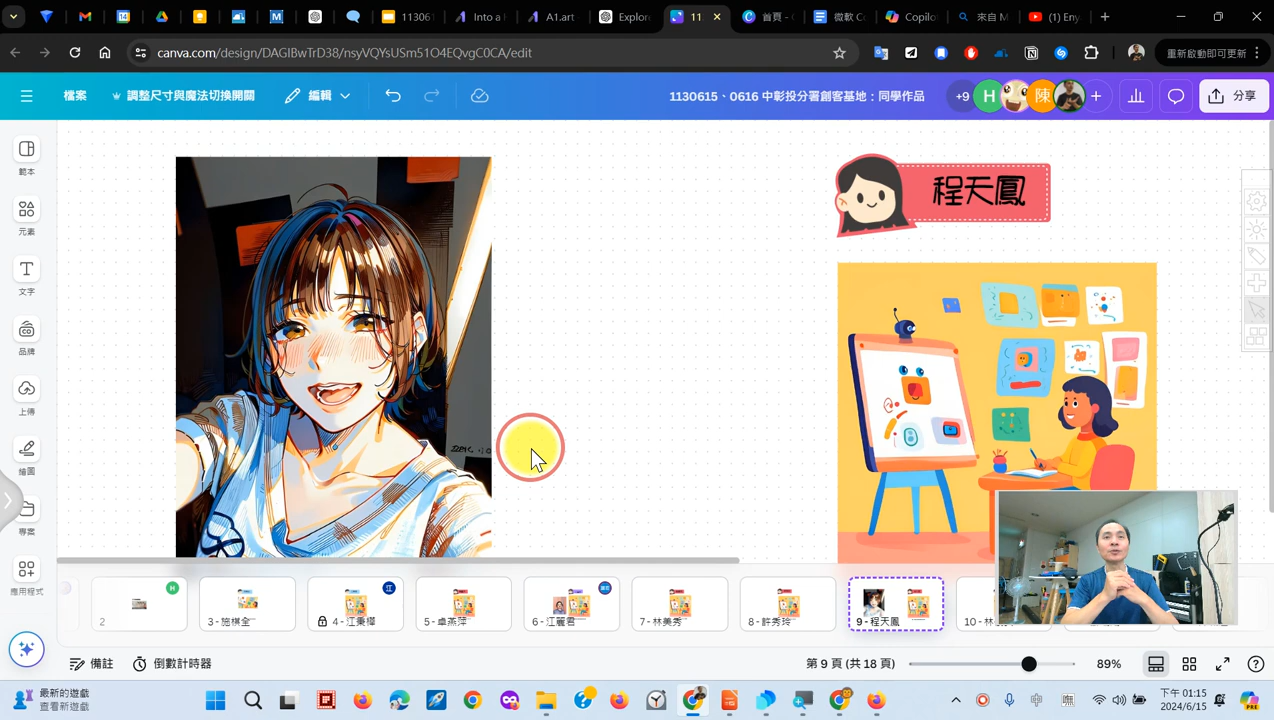 11306
Into a
A1.art
Explore
11
首頁 -
微軟 C
Copilot
來自 M
(1) Eny
canva.com/design/DAGIBwTrD38/nsyVQYsUSm51O4EQvgC0CA/edit
重新啟動即可更新
檔案
調整尺寸與魔法切換開關
編輯
1130615、0616 中彰投分署創客基地：同學作品
+9
H
陳
分享
範本
元素
文字
品牌
上傳
繪圖
專案
應用程式
程天鳳
H
江
2
3 - 施棋全
4 - 江秉樺
5 - 卓燕萍
6 - 江麗君
7 - 林美秀
8 - 許秀玲
9 - 程天鳳
10 - 林
備註
倒數計時器
第 9 頁 (共 18 頁)
89%
最新的遊戲
查看新遊戲
中
下午 01:15
2024/6/15
PRE